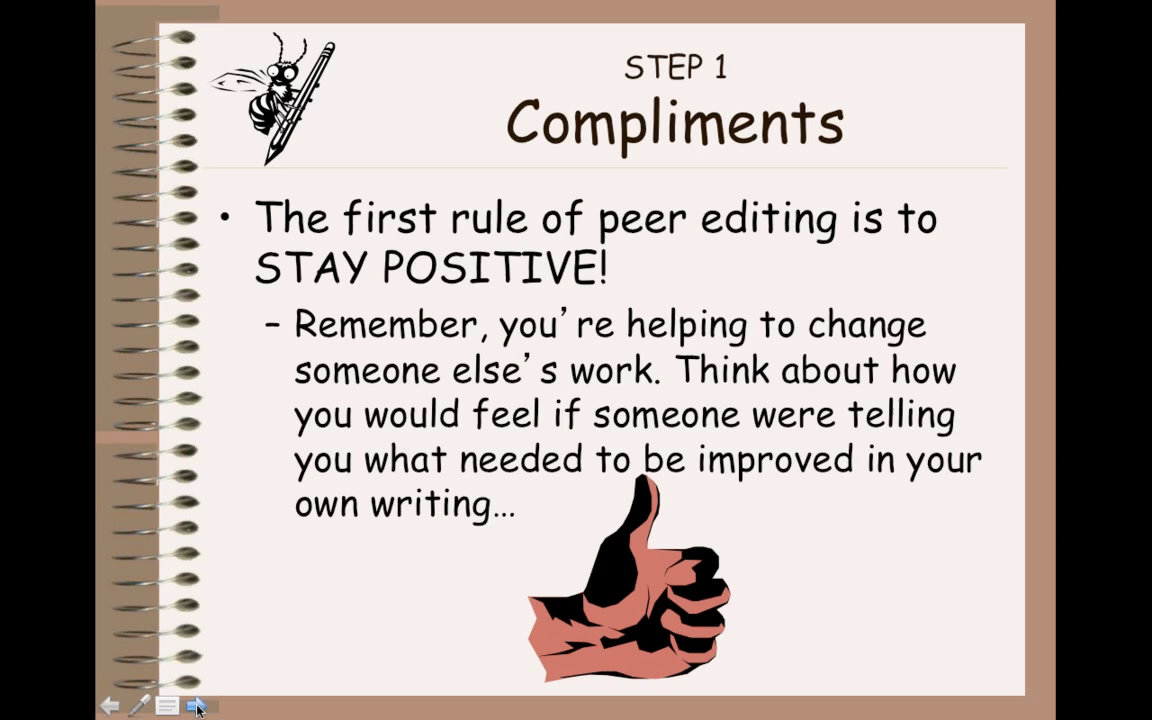 STEP 1
Compliments
• The first rule of peer editing is to
STAY POSITIVE!
– Remember, you’re helping to change
someone else’s work. Think about how
you would feel if someone were telling
you what needed to be improved in your
own writing…